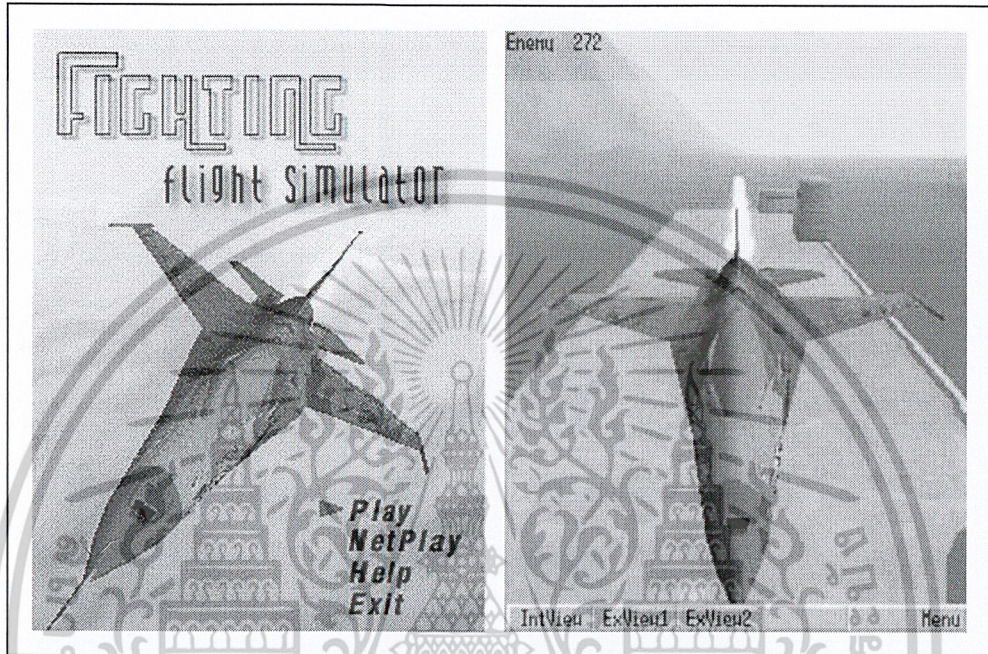 FIGHTING
flight Simulator
Play
NetPlay
Help
Exit
Enemy 272
IntView ExView1 ExView2 Menu